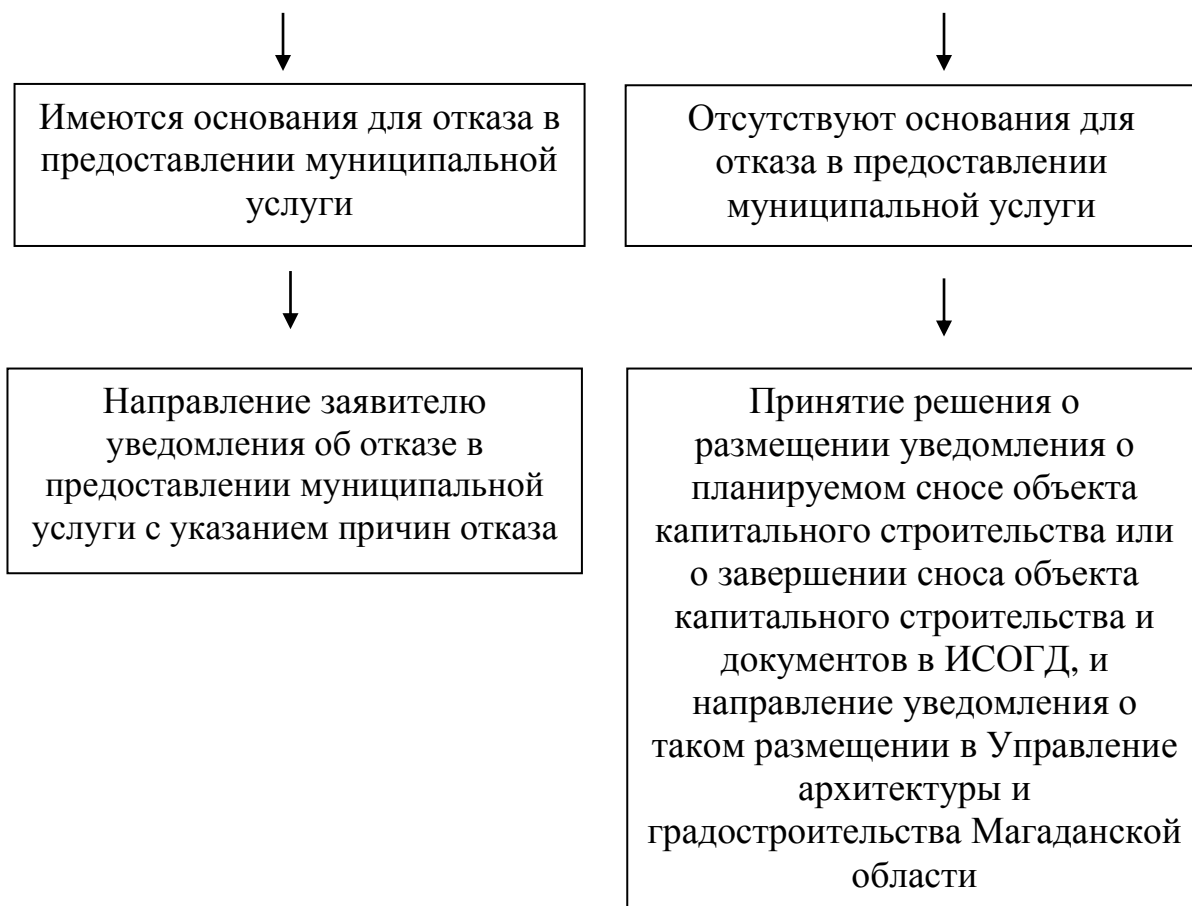 Имеются основания для отказа в
предоставлении муниципальной
услуги
Отсутствуют основания для
отказа в предоставлении
муниципальной услуги
Направление заявителю
уведомления об отказе в
предоставлении муниципальной
услуги с указанием причин отказа
Принятие решения о
размещении уведомления о
планируемом сносе объекта
капитального строительства или
о завершении сноса объекта
капитального строительства и
документов в ИСОГД, и
направление уведомления о
таком размещении в Управление
архитектуры и
градостроительства Магаданской
области